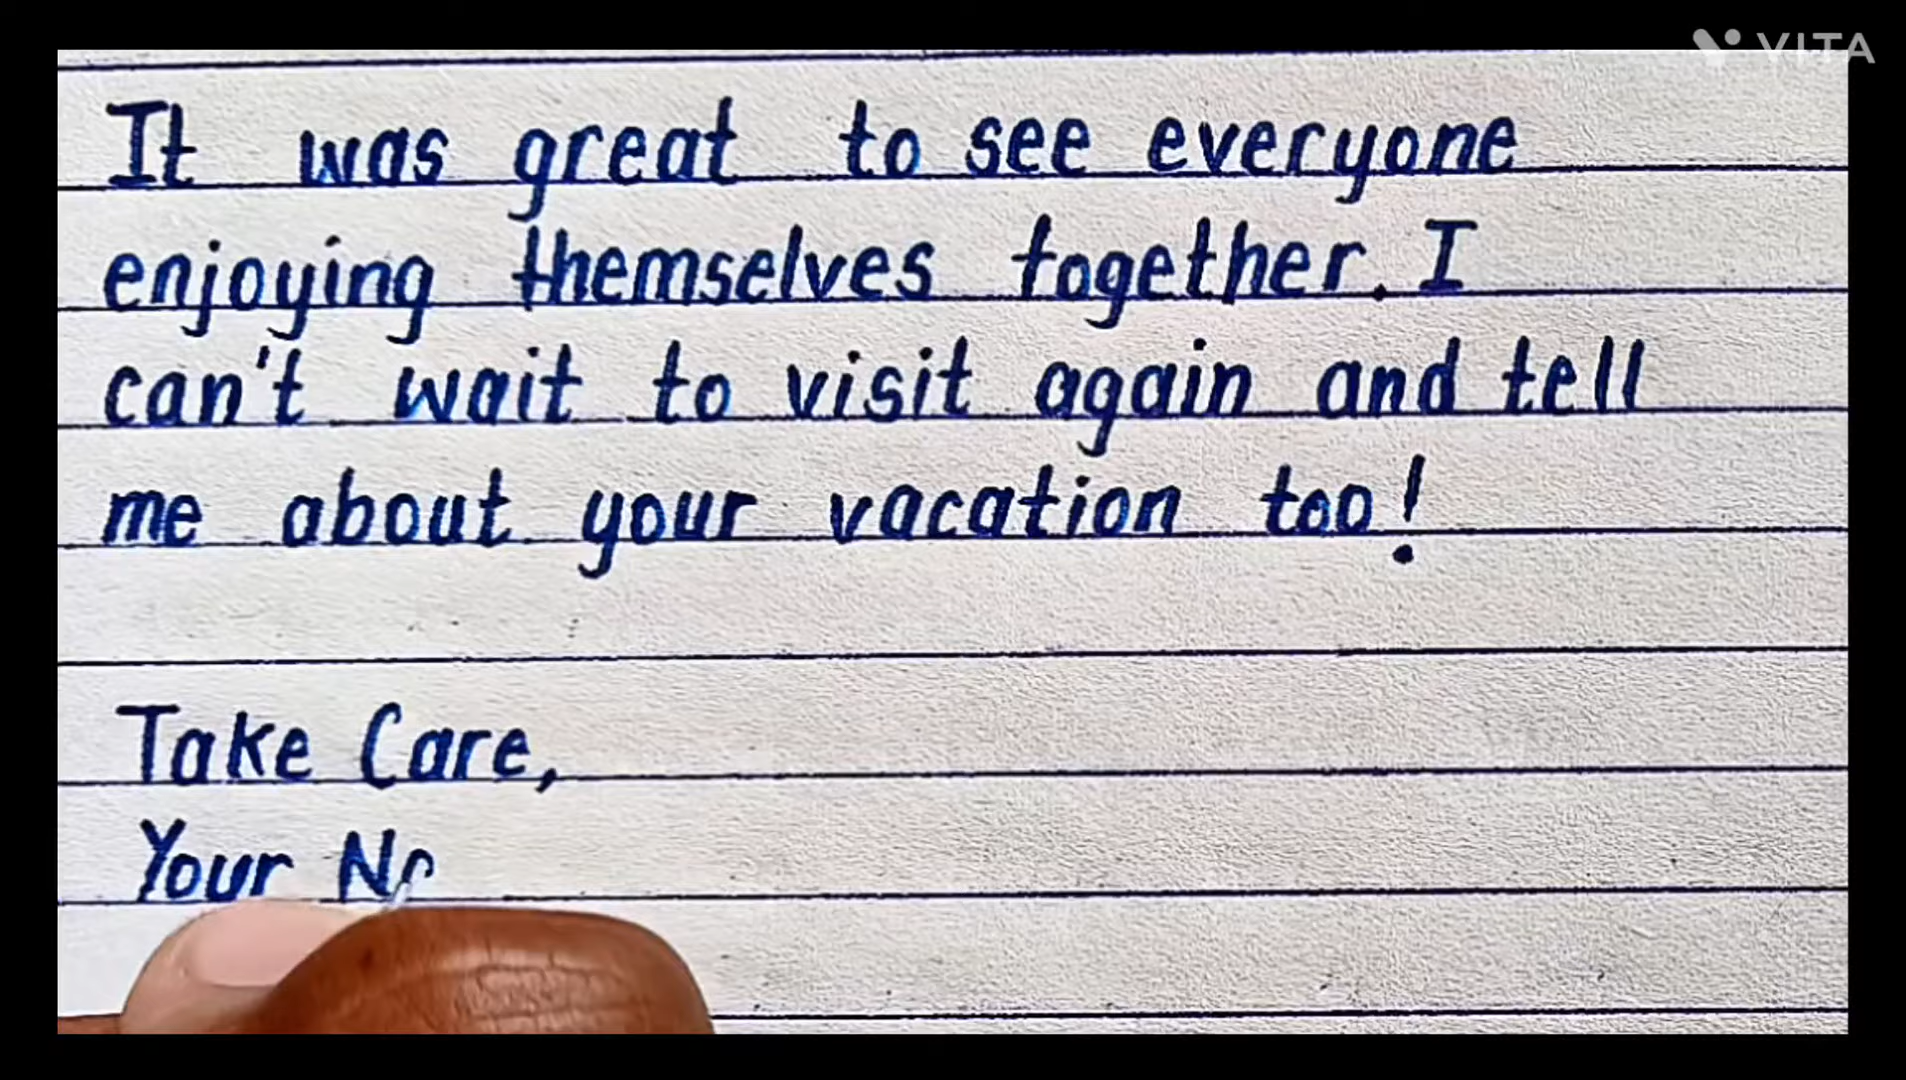 VITA
It was great to see everyone
enjoying themselves together. I
can't wait to visit again and tell
me about your vacation too!
Take Care,
Your